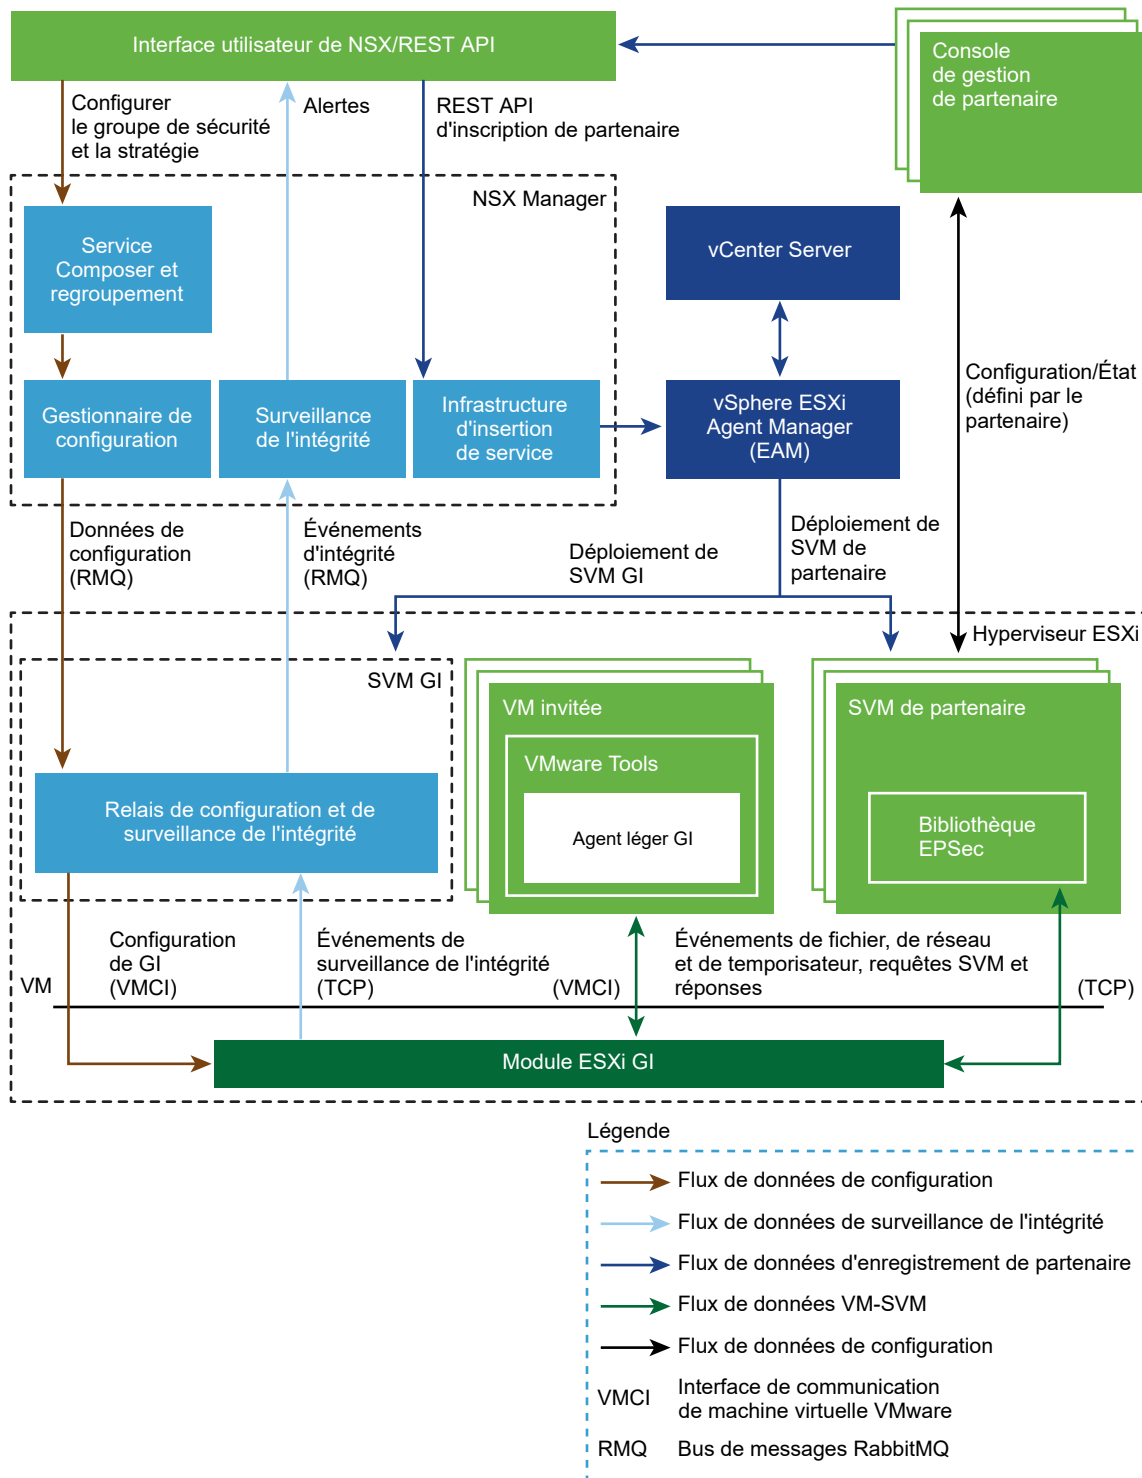 Interface utilisateur de NSX/REST API
Console
de gestion
de partenaire
Configurer
le groupe de sécurité
et la stratégie
Alertes
REST API
d'inscription de partenaire
NSX Manager
Service
Composer et
regroupement
vCenter Server
Gestionnaire de
configuration
Surveillance
de l'intégrité
Infrastructure
d'insertion
de service
vSphere ESXi
Agent Manager
(EAM)
Configuration/État
(défini par le
partenaire)
Données de
configuration
(RMQ)
Événements
d'intégrité
(RMQ)
Déploiement de
SVM GI
Déploiement de
SVM de
partenaire
Hyperviseur ESXi
SVM GI
VM invitée
VMware Tools
Agent léger GI
SVM de partenaire
Bibliothèque
EPSec
Relais de configuration et de
surveillance de l'intégrité
VM
Configuration
de GI
(VMCI)
Événements de
surveillance de l'intégrité
(TCP)
(VMCI)
Événements de fichier, de réseau
et de temporisateur, requêtes SVM et
réponses
(TCP)
Module ESXi GI
Légende
Flux de données de configuration
Flux de données de surveillance de l'intégrité
Flux de données d'enregistrement de partenaire
Flux de données VM-SVM
Flux de données de configuration
VMCI Interface de communication
de machine virtuelle VMware
RMQ Bus de messages RabbitMQ